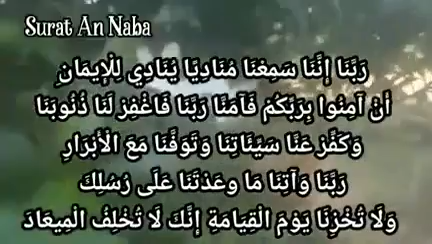 Surat An Naba
رَبَّنَا إِنَّنَا سَمِعْنَا مُنَادِيًا يُنَادِي لِلْإِيمَانِ
أَنْ آمِنُوا بِرَبِّكُمْ فَآمَنَّا رَبَّنَا فَاغْفِرْ لَنَا ذُنُوبَنَا
وَكَفِّرْ عَنَّا سَيِّئَاتِنَا وَتَوَفَّنَا مَعَ الْأَبْرَارِ
رَبَّنَا وَآتِنَا مَا وَعَدْتَنَا عَلَى رُسُلِكَ
وَلَا تُخْزِنَا يَوْمَ الْقِيَامَةِ إِنَّكَ لَا تُخْلِفُ الْمِيعَادَ